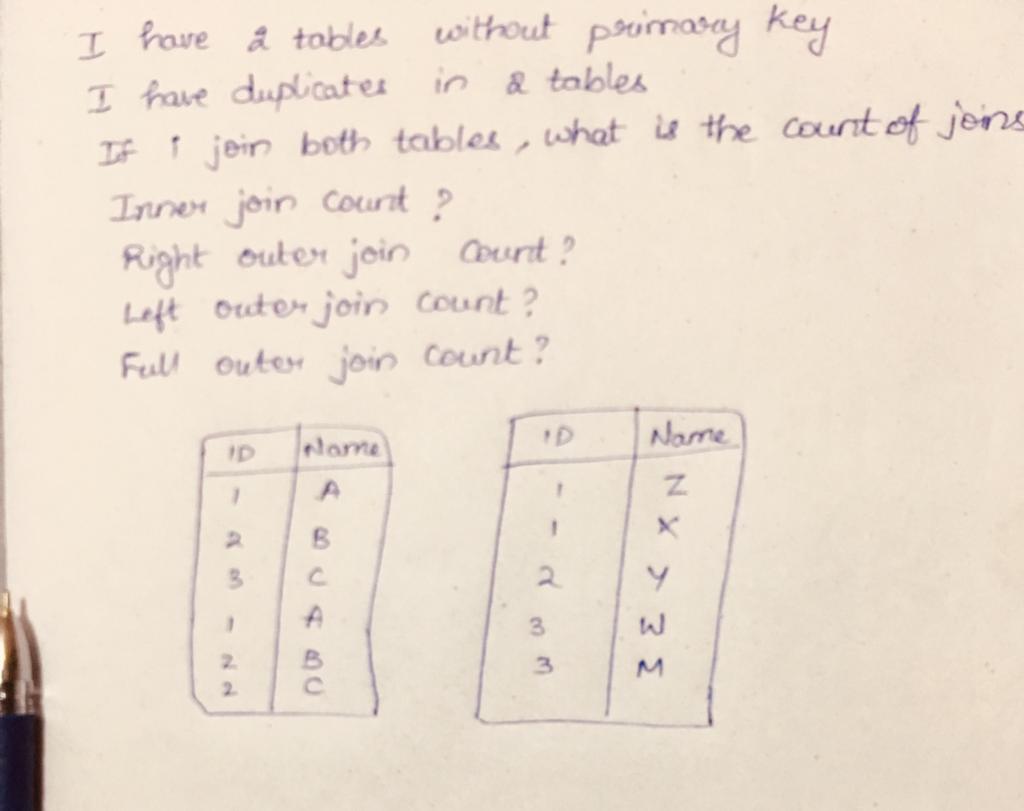 I have 2 tables without primary key
I have duplicates in 2 tables
If i join both tables, what is the count of joins
Inner join count ?
Right outer join count ?
Left outer join count ?
Full outer join count ?
ID Name
1 A
2 B
3 C
1 A
2 B
2 C
ID Name
1 Z
1 X
2 Y
3 W
3 M